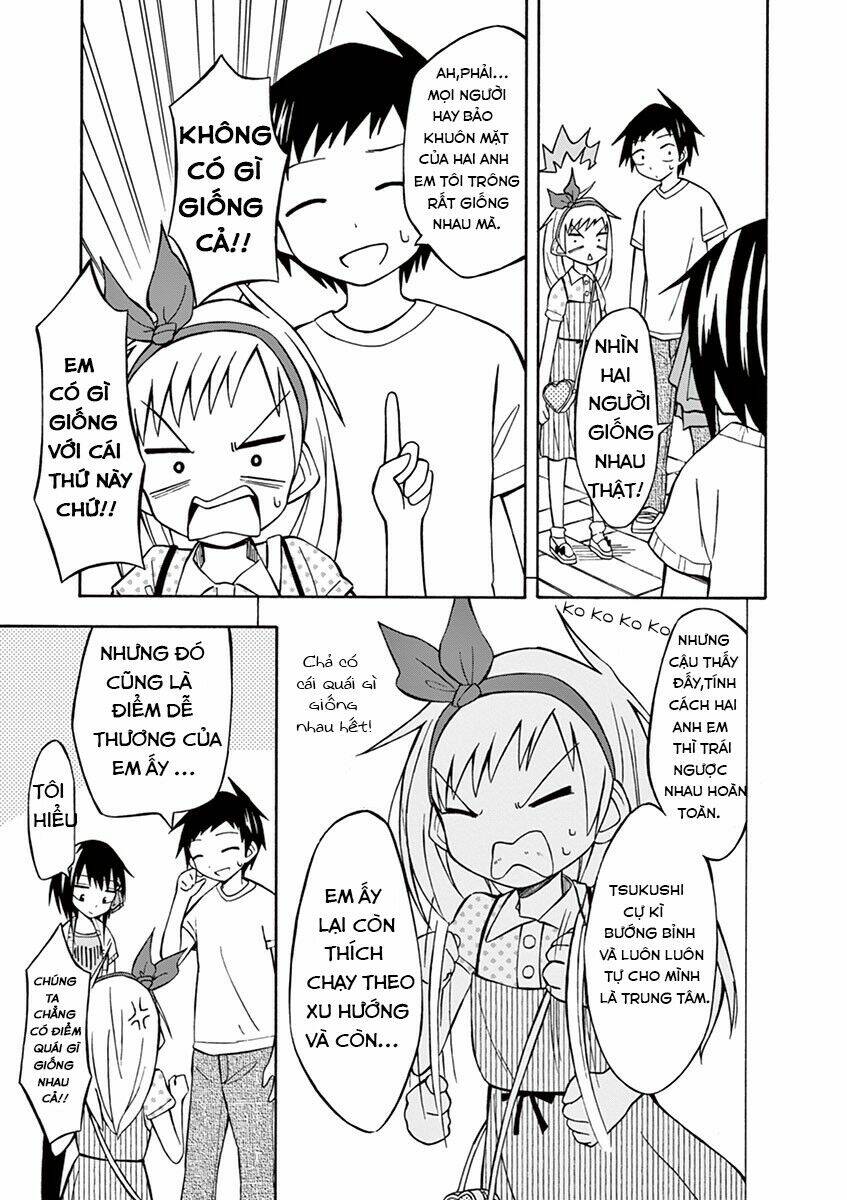 NHÌN
HAI
NGƯỜI
GIỐNG
NHAU
THẬT!
AH,PHẢI...
MỌI NGƯỜI
HAY BẢO
KHUÔN MẶT
CỦA HAI ANH
EM TÔI TRÔNG
RẤT GIỐNG
NHAU MÀ.
KHÔNG
CÓ GÌ
GIỐNG
CẢ!!
EM
CÓ GÌ
GIỐNG
VỚI CÁI
THỨ NÀY
CHỨ!!
KO KO KO KO
NHƯNG
CẬU THẤY
ĐẤY,TÍNH
CÁCH HAI
ANH EM
THÌ TRÁI
NGƯỢC
NHAU HOÀN
TOÀN.
TSUKUSHI
CỰ KÌ
BƯỚNG BỈNH
VÀ LUÔN LUÔN
TỰ CHO MÌNH
LÀ TRUNG TÂM.
Chả có
cái quái gì
giống
nhau hết!
EM ẤY
LẠI CÒN
THÍCH
CHẠY THEO
XU HƯỚNG
VÀ CÒN...
NHƯNG ĐÓ
CŨNG LÀ
ĐIỂM DỄ
THƯƠNG CỦA
EM ẤY ...
TÔI
HIỂU
CHÚNG
TA
CHẲNG
CÓ ĐIỂM
QUÁI GÌ
GIỐNG
NHAU
CẢ!!